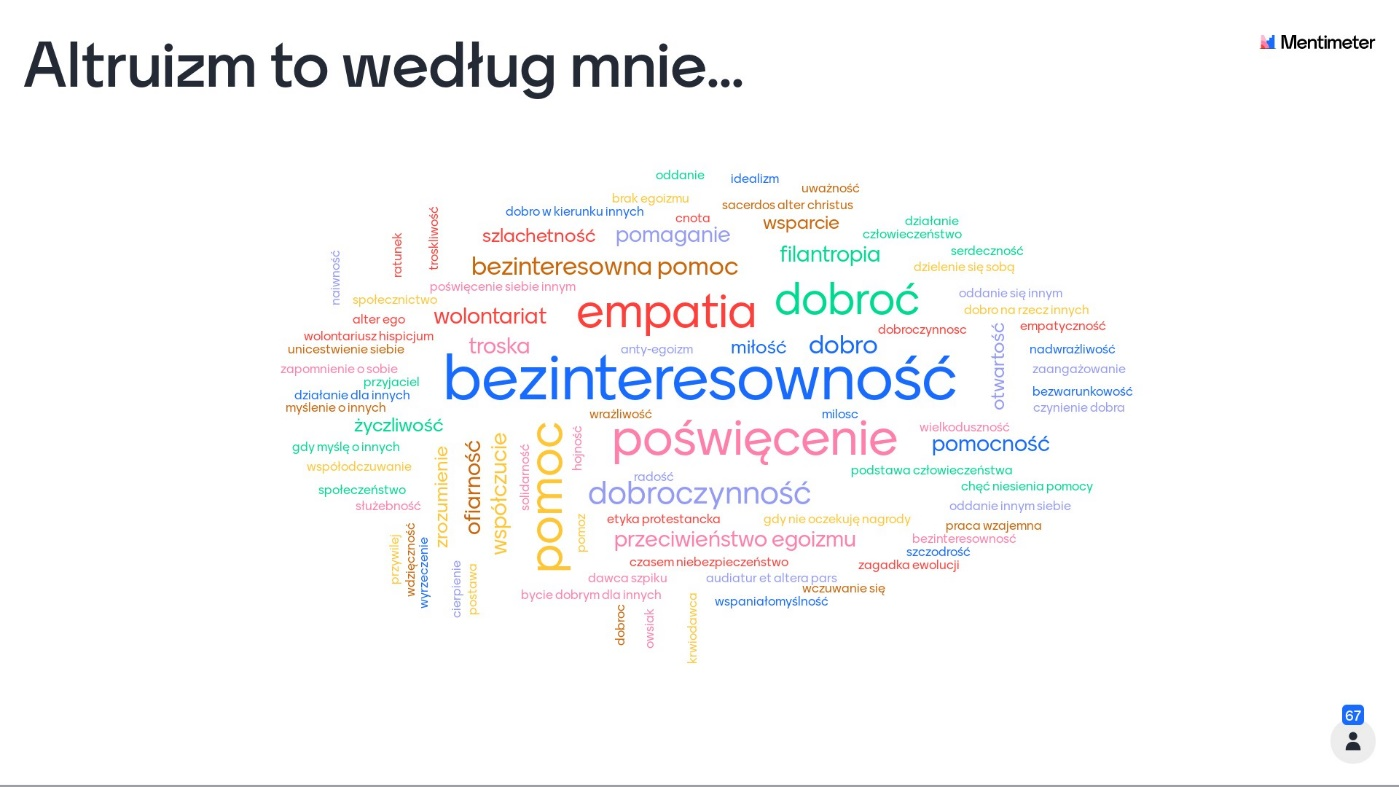 Altruizm to według mnie...
Mentimeter
oddanie
idealizm
uważność
brak egoizmu
sacerdos alter christus
dobro w kierunku innych
cnota
wsparcie
działanie
człowieczeństwo
troskliwość
ratunek
szlachetność
pomaganie
filantropia
serdeczność
naiwność
bezinteresowna pomoc
dzielenie się sobą
poświęcenie siebie innym
społecznictwo
empatia
dobroć
oddanie się innym
dobro na rzecz innych
alter ego
wolontariat
dobroczynnosc
empatyczność
wolontariusz hispicjum
unicestwienie siebie
troska
anty-egoizm
miłość
dobro
otwartość
nadwrażliwość
zapomnienie o sobie
przyjaciel
bezinteresowność
zaangażowanie
działanie dla innych
bezwarunkowość
myślenie o innych
wrażliwość
milosc
czynienie dobra
życzliwość
pomoc
hojność
poświęcenie
wielkoduszność
pomocność
gdy myślę o innych
zrozumienie
ofiarność
współczucie
solidarność
współodczuwanie
radość
podstawa człowieczeństwa
społeczeństwo
dobroczynność
chęć niesienia pomocy
służebność
oddanie innym siebie
pomoz
etyka protestancka
gdy nie oczekuję nagrody
praca wzajemna
przywilej
wdzięczność
wyrzeczenie
przeciwieństwo egoizmu
bezinteresowność
szczodrość
czasem niebezpieczeństwo
zagadka ewolucji
cierpienie
postawa
dawca szpiku
audiatur et altera pars
wczuwanie się
bycie dobrym dla innych
wspaniałomyślność
dobroc
owsiak
krwiodawca
67